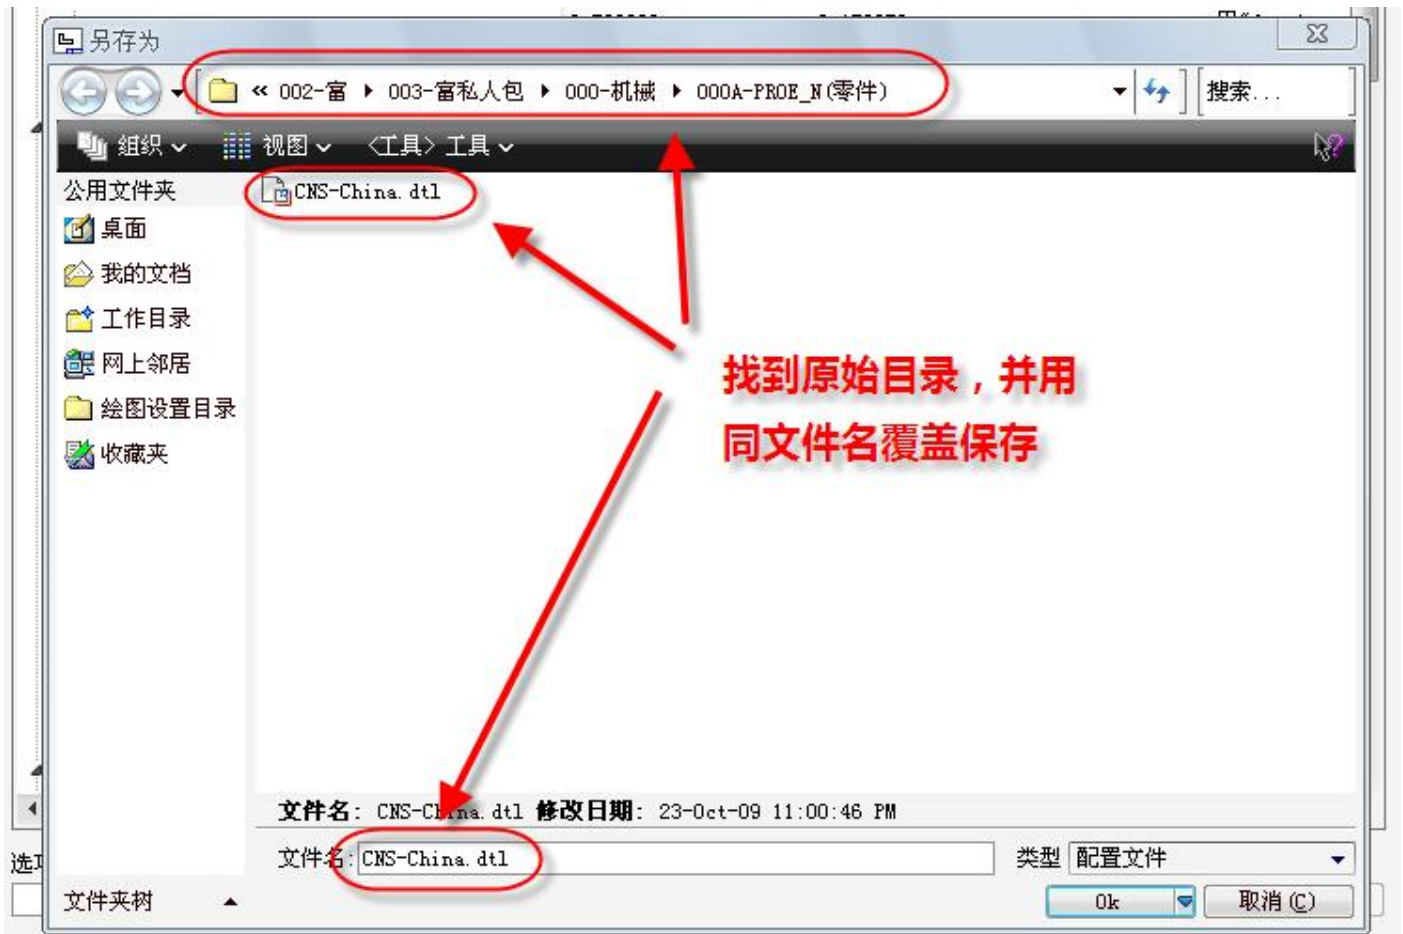 另存为
« 002-富 ▸ 003-富私人包 ▸ 000-机械 ▸ 000A-PROE_N(零件)
搜索...
组织 视图 <工具> 工具
公用文件夹
CNS-China.dtl
桌面
我的文档
工作目录
网上邻居
绘图设置目录
收藏夹
找到原始目录，并用
同文件名覆盖保存
文件名: CNS-China.dtl 修改日期: 23-Oct-09 11:00:46 PM
文件名: CNS-China.dtl
类型 配置文件
文件夹树
Ok 取消(C)